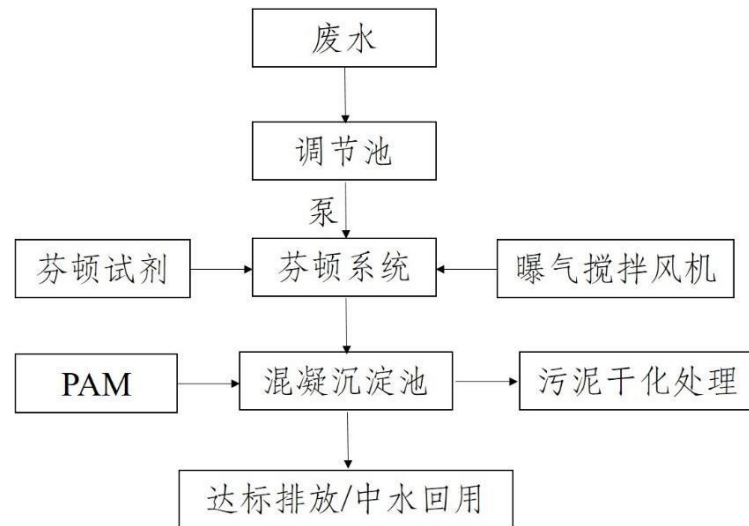 废水
调节池
泵
芬顿试剂
芬顿系统
曝气搅拌风机
PAM
混凝沉淀池
污泥干化处理
达标排放/中水回用